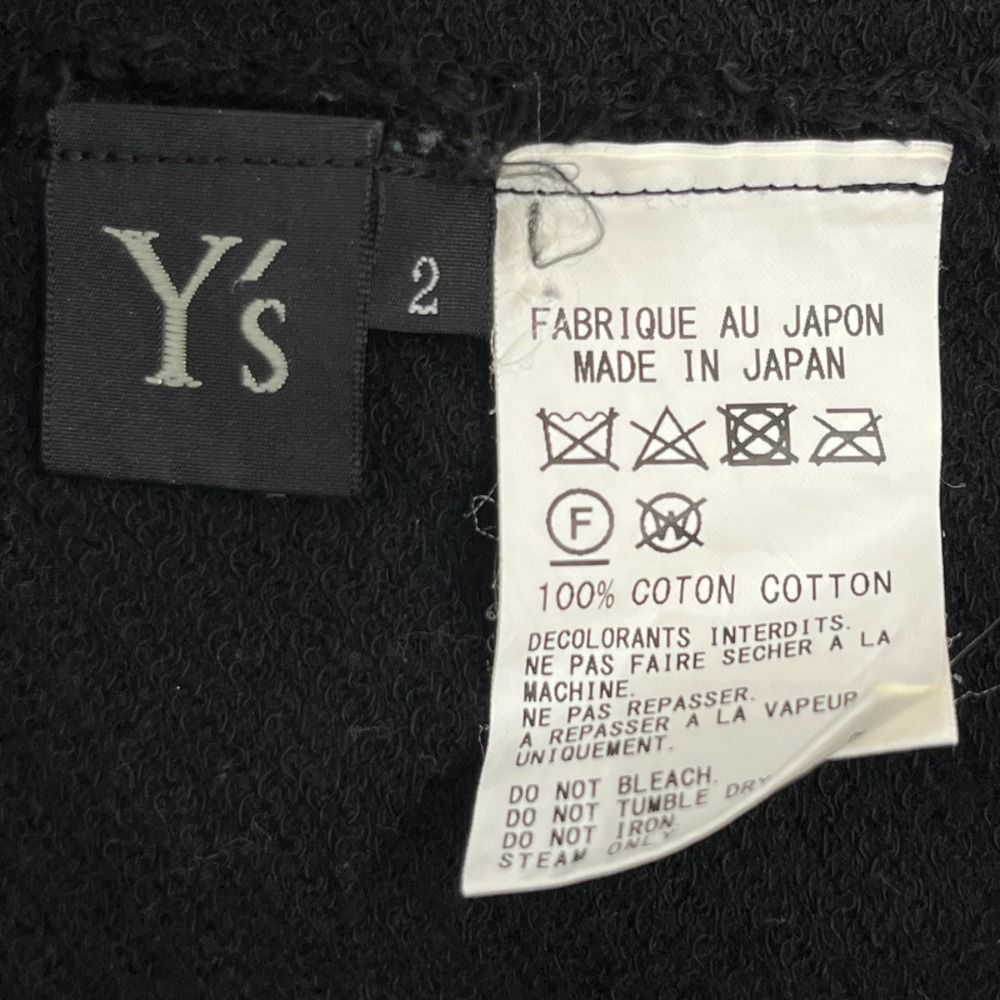 Y's
2
FABRIQUE AU JAPON
MADE IN JAPAN
F
W
100% COTON COTTON
DECOLORANTS INTERDITS.
NE PAS FAIRE SECHER A LA
MACHINE.
NE PAS REPASSER.
A REPASSER A LA VAPEUR
UNIQUEMENT.
DO NOT BLEACH.
DO NOT TUMBLE DRY
DO NOT IRON.
STEAM ONLY.